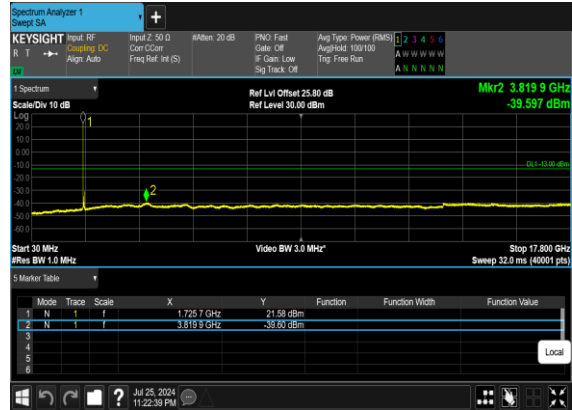 Spectrum Analyzer 1
Swept SA
+
KEYSIGHT
R T
LW
Input: RF
Coupling: DC
Align: Auto
Input Z: 50 Ω
Corr CCorr
Freq Ref: Int (S)
#Atten: 20 dB
PNO: Fast
Gate: Off
IF Gain: Low
Sig Track: Off
Avg Type: Power (RMS)
Avg|Hold: 100/100
Trig: Free Run
1 2 3 4 5 6
A W W W W W
A N N N N N
1 Spectrum
Scale/Div 10 dB
Ref Lvl Offset 25.80 dB
Ref Level 30.00 dBm
Mkr2 3.819 9 GHz
-39.597 dBm
Log
20.0
10.0
0.00
-10.0
-20.0
-30.0
-40.0
-50.0
-60.0
1
2
DL1 -13.00 dBm
Start 30 MHz
#Res BW 1.0 MHz
Video BW 3.0 MHz*
Stop 17.800 GHz
Sweep 32.0 ms (40001 pts)
5 Marker Table
Mode Trace Scale X Y Function Function Width Function Value
1 N 1 f 1.725 7 GHz 21.58 dBm
2 N 1 f 3.819 9 GHz -39.60 dBm
3
4
5
6
Local
?
Jul 25, 2024
11:22:39 PM